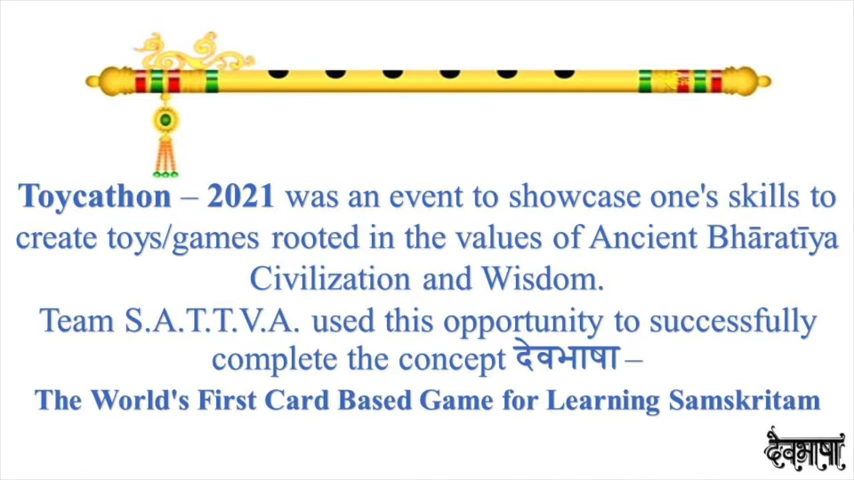 Toycathon – 2021 was an event to showcase one's skills to
create toys/games rooted in the values of Ancient Bhāratīya
Civilization and Wisdom.
Team S.A.T.T.V.A. used this opportunity to successfully
complete the concept देवभाषा –
The World's First Card Based Game for Learning Samskritam
देवभाषा